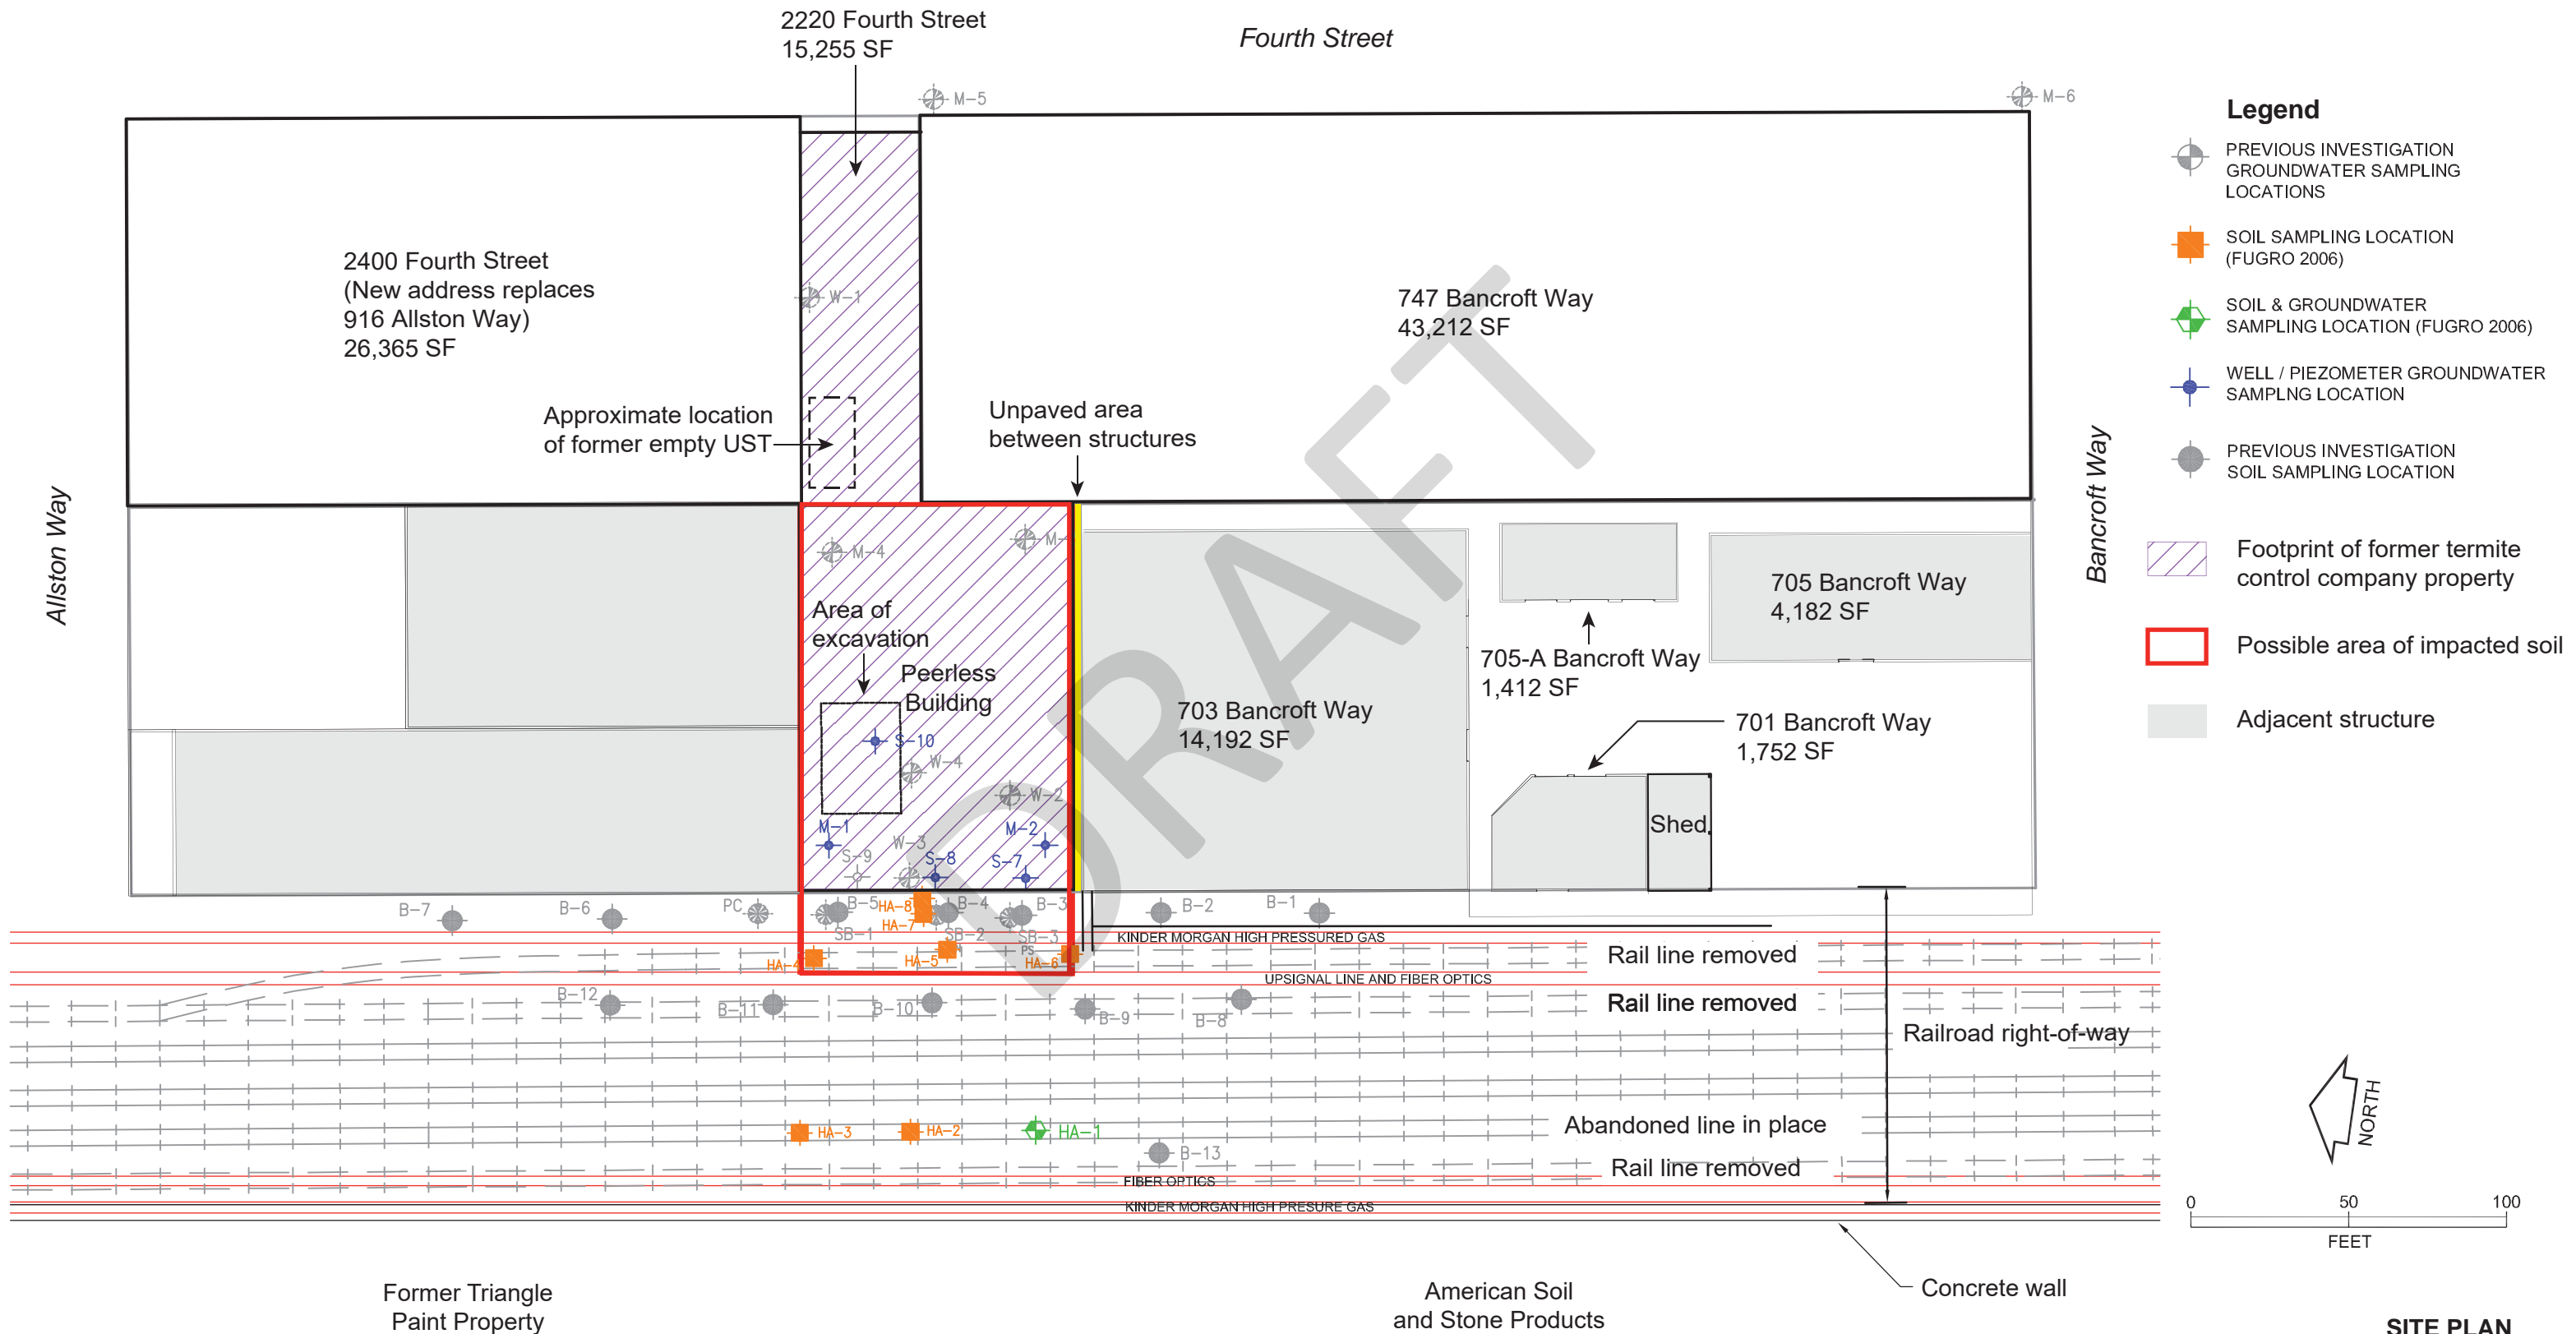 2220 Fourth Street
15,255 SF
Fourth Street
M-5
M-6
Legend
PREVIOUS INVESTIGATION
GROUNDWATER SAMPLING
LOCATIONS
SOIL SAMPLING LOCATION
(FUGRO 2006)
SOIL & GROUNDWATER
SAMPLING LOCATION (FUGRO 2006)
WELL / PIEZOMETER GROUNDWATER
SAMPLNG LOCATION
PREVIOUS INVESTIGATION
SOIL SAMPLING LOCATION
Footprint of former termite
control company property
Possible area of impacted soil
Adjacent structure
2400 Fourth Street
(New address replaces
916 Allston Way)
26,365 SF
W-1
747 Bancroft Way
43,212 SF
Approximate location
of former empty UST
Unpaved area
between structures
Allston Way
Bancroft Way
DRAFT
M-4
M-
Area of
excavation
Peerless
Building
S-10
W-4
W-2
M-1
M-2
W-3
S-9
S-8
S-7
703 Bancroft Way
14,192 SF
705-A Bancroft Way
1,412 SF
705 Bancroft Way
4,182 SF
701 Bancroft Way
1,752 SF
Shed
B-7
B-6
PC
B-5
HA-8
HA-7
B-4
B-3
B-2
B-1
SB-1
SB-2
SB-3
PS
HA-4
HA-5
HA-6
KINDER MORGAN HIGH PRESSURED GAS
Rail line removed
UPSIGNAL LINE AND FIBER OPTICS
B-12
B-11
B-10
B-9
B-8
Rail line removed
Railroad right-of-way
HA-3
HA-2
HA-1
Abandoned line in place
B-13
Rail line removed
FIBER OPTICS
KINDER MORGAN HIGH PRESURE GAS
NORTH
0 50 100
FEET
Concrete wall
Former Triangle
Paint Property
American Soil
and Stone Products
SITE PLAN